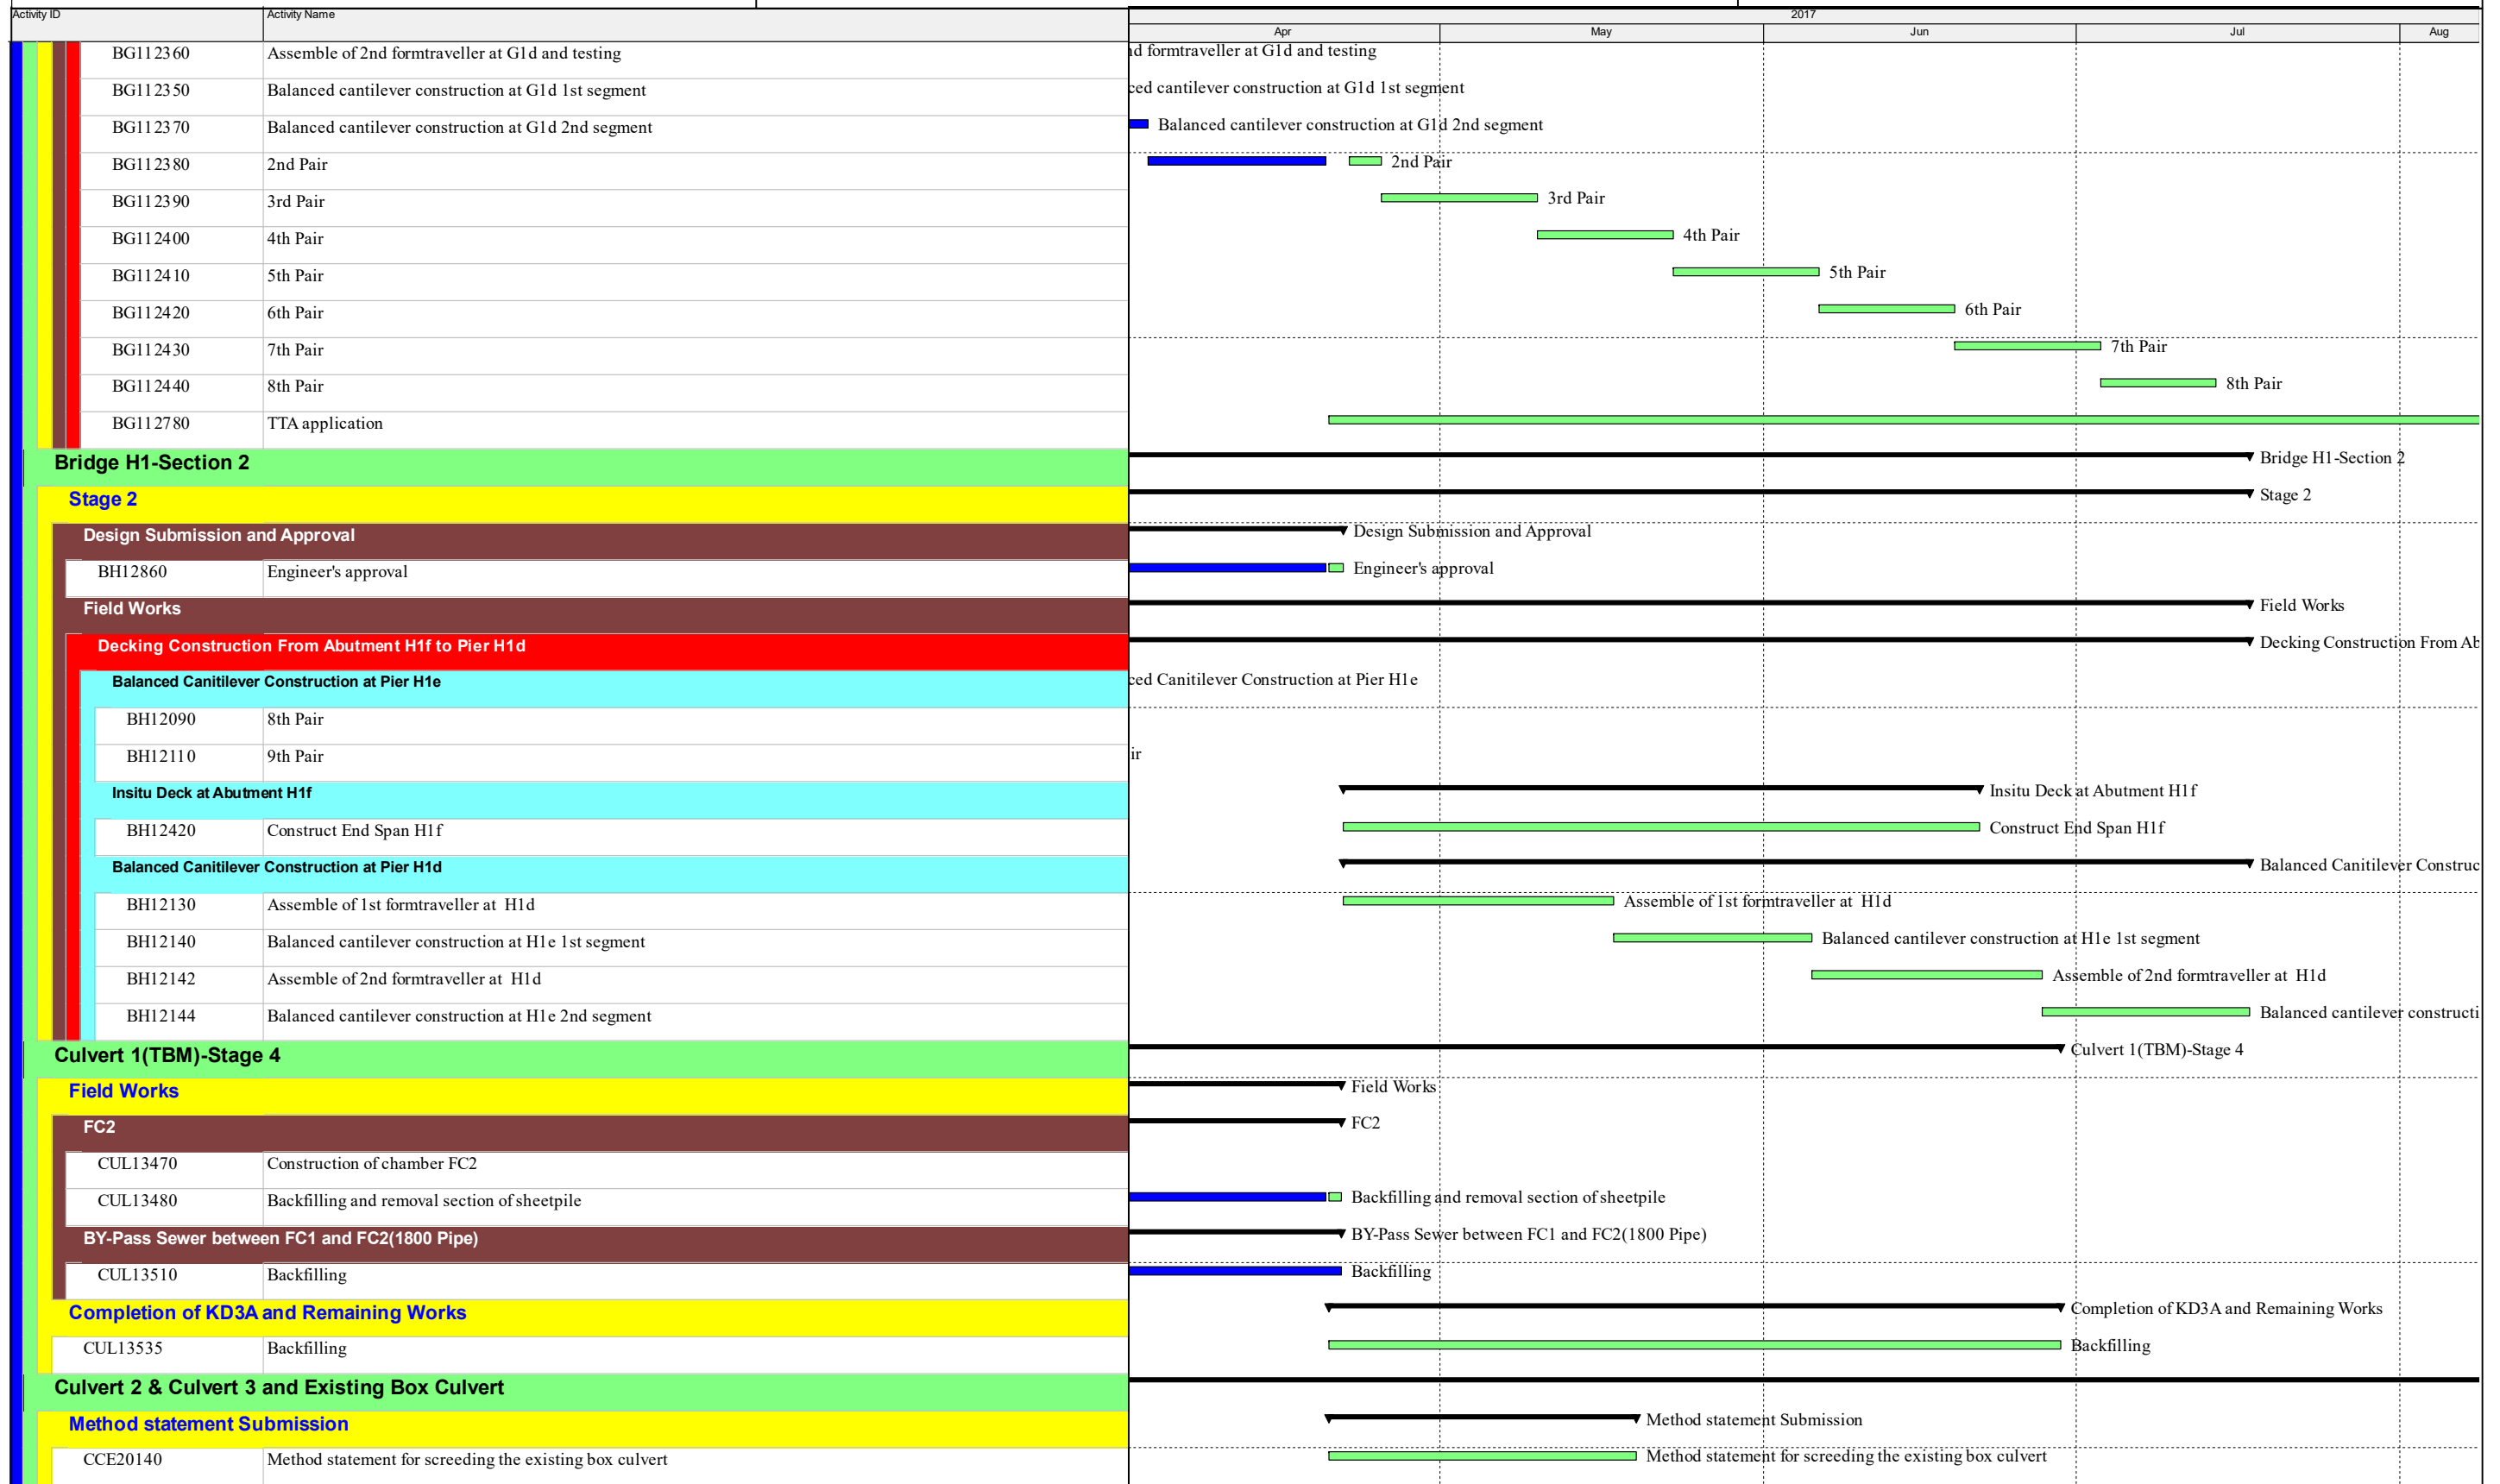 Activity ID Activity Name 2017
Apr May Jun Jul Aug
BG112360 Assemble of 2nd formtraveller at G1d and testing formtraveller at G1d and testing
BG112350 Balanced cantilever construction at G1d 1st segment cantilever construction at G1d 1st segment
BG112370 Balanced cantilever construction at G1d 2nd segment Balanced cantilever construction at G1d 2nd segment
BG112380 2nd Pair 2nd Pair
BG112390 3rd Pair 3rd Pair
BG112400 4th Pair 4th Pair
BG112410 5th Pair 5th Pair
BG112420 6th Pair 6th Pair
BG112430 7th Pair 7th Pair
BG112440 8th Pair 8th Pair
BG112780 TTA application
Bridge H1-Section 2 Bridge H1-Section 2
Stage 2 Stage 2
Design Submission and Approval Design Submission and Approval
BH12860 Engineer's approval Engineer's approval
Field Works Field Works
Decking Construction From Abutment H1f to Pier H1d Decking Construction From Ab
Balanced Canitilever Construction at Pier H1e ced Canitilever Construction at Pier H1e
BH12090 8th Pair
BH12110 9th Pair ir
Insitu Deck at Abutment H1f Insitu Deck at Abutment H1f
BH12420 Construct End Span H1f Construct End Span H1f
Balanced Canitilever Construction at Pier H1d Balanced Canitilever Construc
BH12130 Assemble of 1st formtraveller at H1d Assemble of 1st formtraveller at H1d
BH12140 Balanced cantilever construction at H1e 1st segment Balanced cantilever construction at H1e 1st segment
BH12142 Assemble of 2nd formtraveller at H1d Assemble of 2nd formtraveller at H1d
BH12144 Balanced cantilever construction at H1e 2nd segment Balanced cantilever constructi
Culvert 1(TBM)-Stage 4 Culvert 1(TBM)-Stage 4
Field Works Field Works
FC2 FC2
CUL13470 Construction of chamber FC2
CUL13480 Backfilling and removal section of sheetpile Backfilling and removal section of sheetpile
BY-Pass Sewer between FC1 and FC2(1800 Pipe) BY-Pass Sewer between FC1 and FC2(1800 Pipe)
CUL13510 Backfilling Backfilling
Completion of KD3A and Remaining Works Completion of KD3A and Remaining Works
CUL13535 Backfilling Backfilling
Culvert 2 & Culvert 3 and Existing Box Culvert
Method statement Submission Method statement Submission
CCE20140 Method statement for screeding the existing box culvert Method statement for screeding the existing box culvert